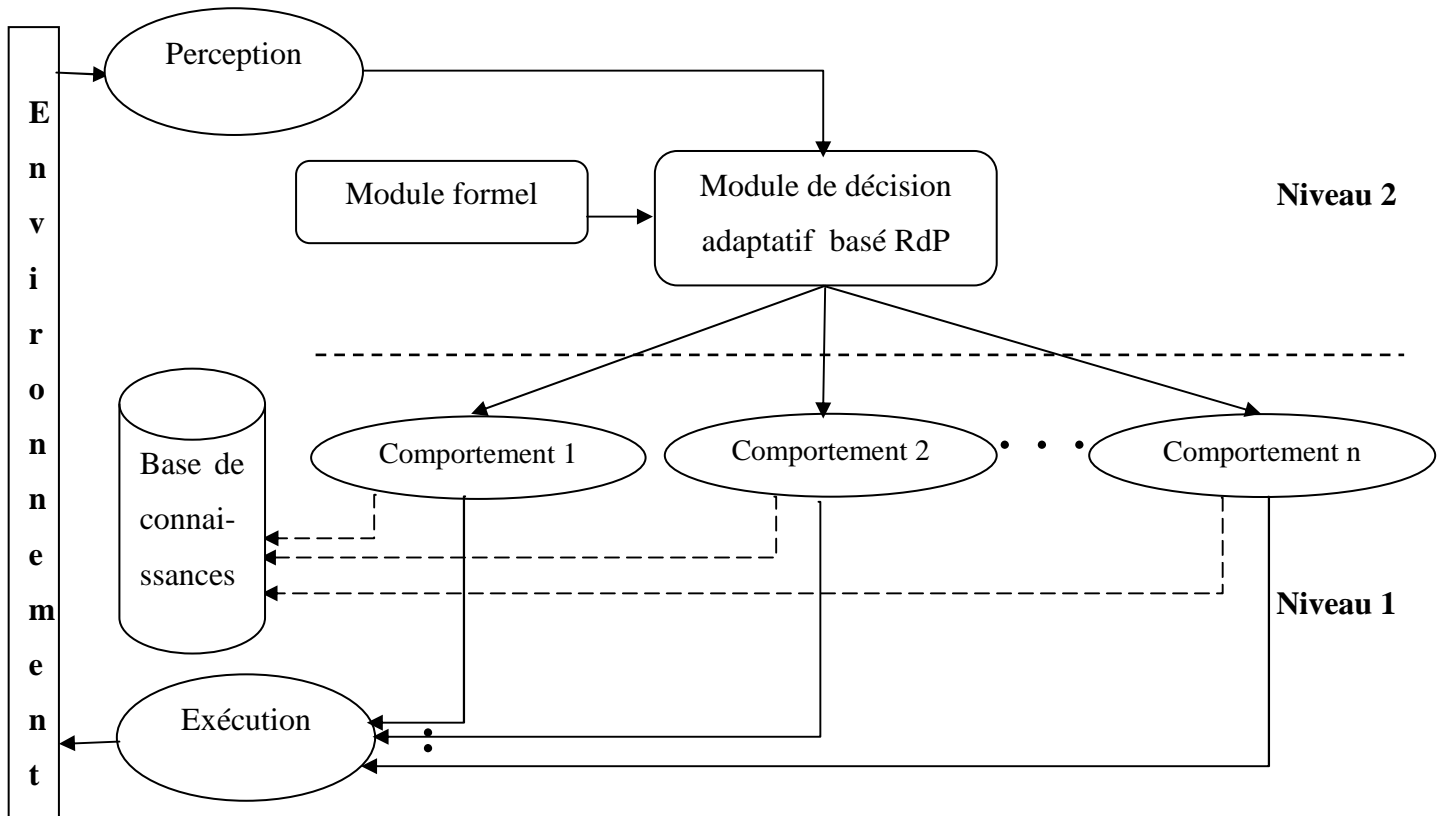 Environnement
Perception
Module formel
Module de décision
adaptatif basé RdP
Niveau 2
Comportement 1
Comportement 2
. . .
Comportement n
Base de
connai-
ssances
Niveau 1
Exécution
: